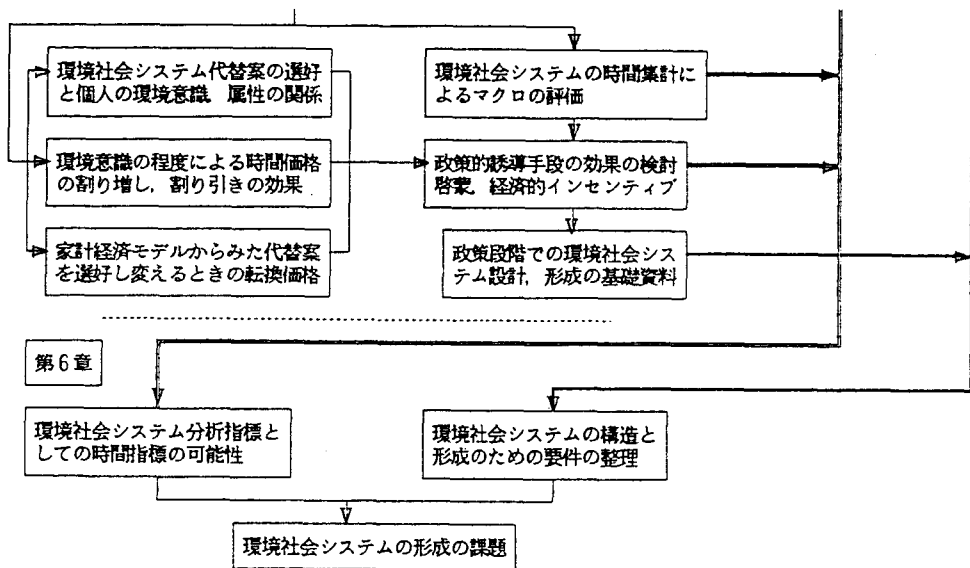 環境社会システム代替案の選好
と個人の環境意識,属性の関係
環境意識の程度による時間価格
の割り増し,割り引きの効果
家計経済モデルからみた代替案
を選好し変えるときの転換価格
環境社会システムの時間集計に
よるマクロの評価
政策的誘導手段の効果の検討
啓蒙,経済的インセンティブ
政策段階での環境社会シス
テム設計,形成の基礎資料
第6章
環境社会システム分析指標と
しての時間指標の可能性
環境社会システムの構造と
形成のための要件の整理
環境社会システムの形成の課題